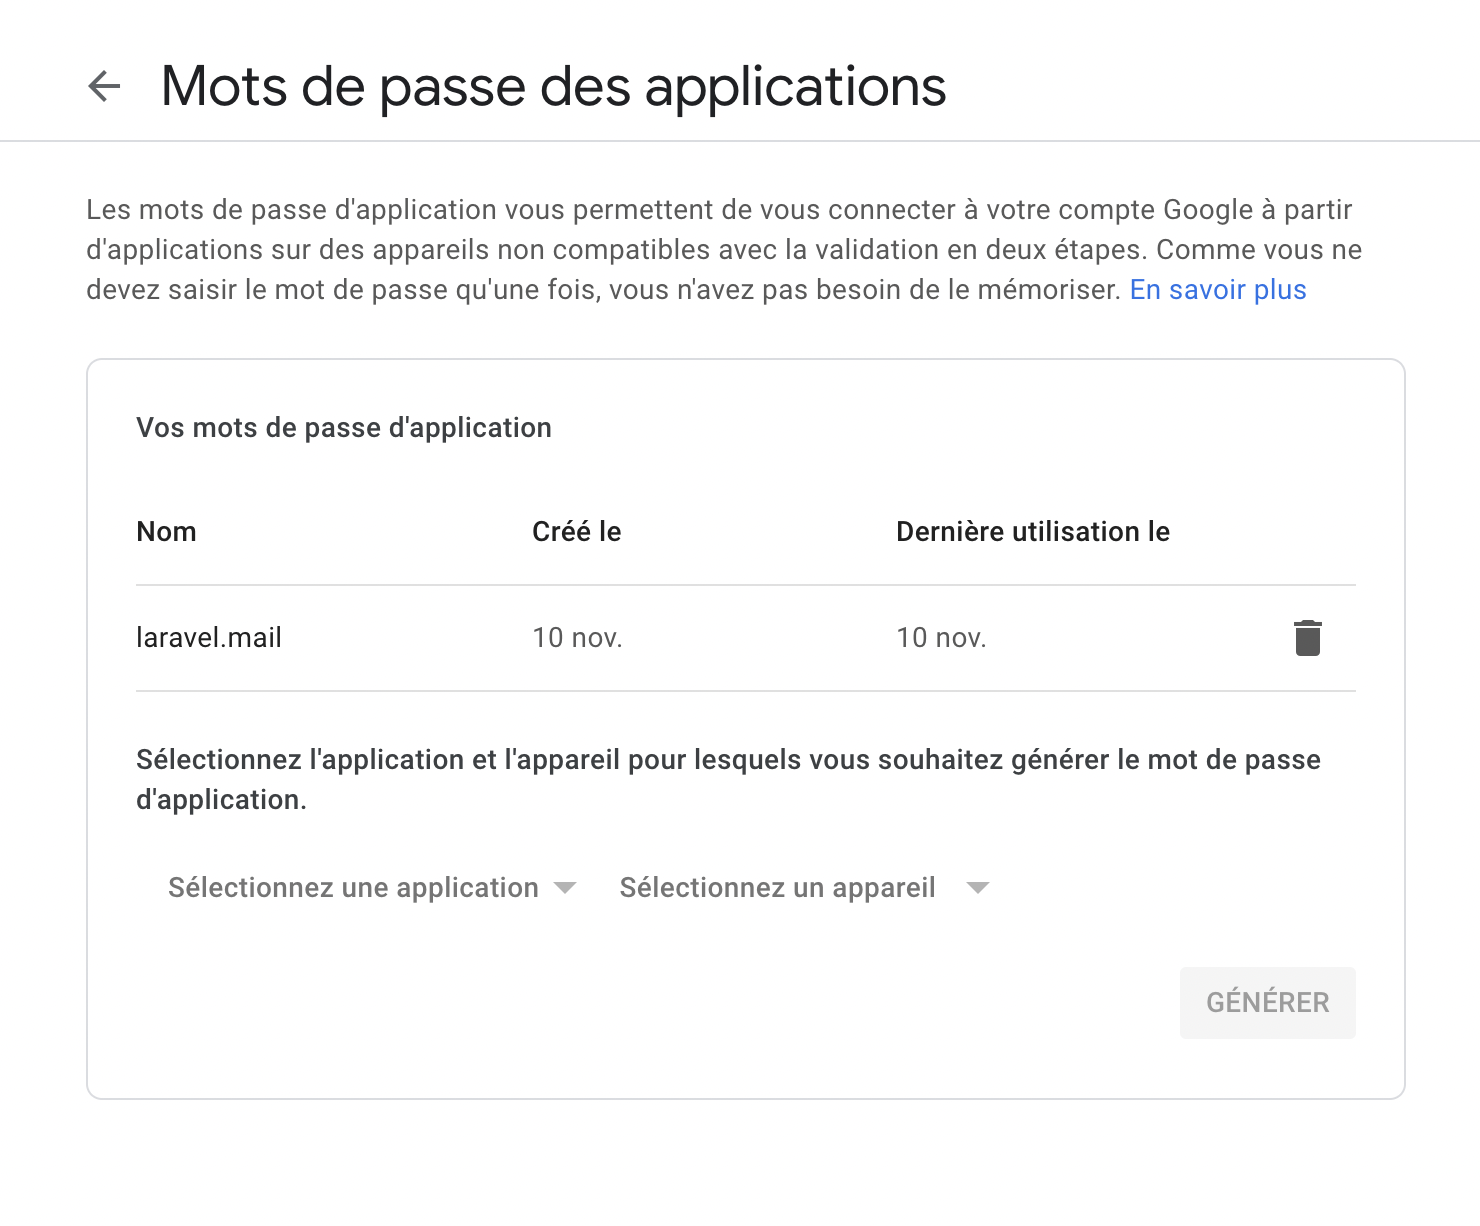 Mots de passe des applications
Les mots de passe d'application vous permettent de vous connecter à votre compte Google à partir
d'applications sur des appareils non compatibles avec la validation en deux étapes. Comme vous ne
devez saisir le mot de passe qu'une fois, vous n'avez pas besoin de le mémoriser. En savoir plus
Vos mots de passe d'application
Nom Créé le Dernière utilisation le
laravel.mail 10 nov. 10 nov.
Sélectionnez l'application et l'appareil pour lesquels vous souhaitez générer le mot de passe
d'application.
Sélectionnez une application Sélectionnez un appareil
GÉNÉRER